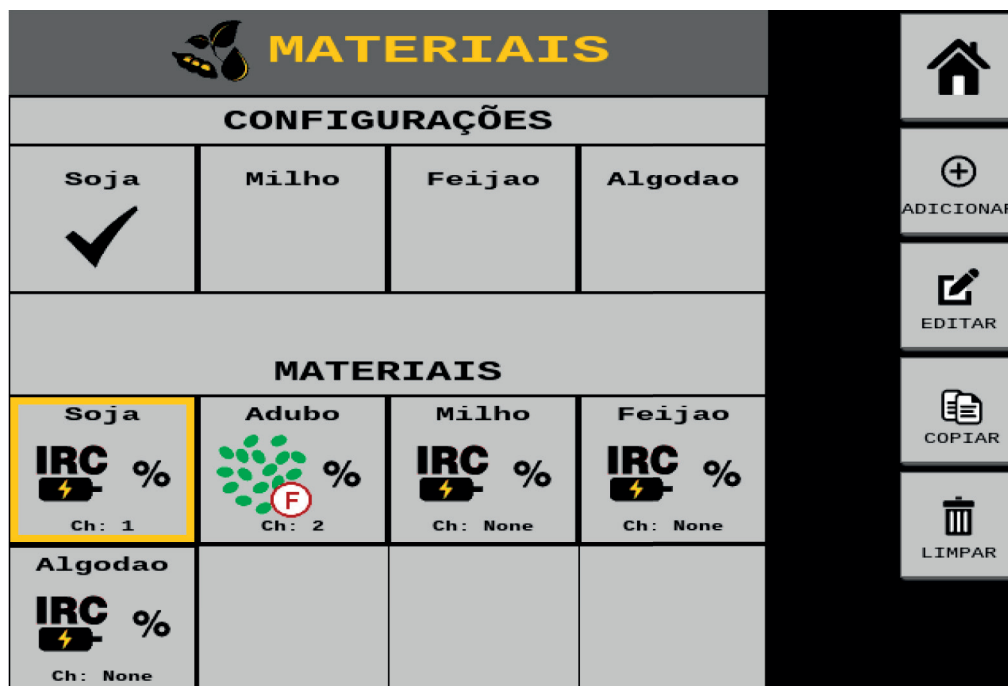 MATERIAIS
CONFIGURAÇÕES
Soja Milho Feijao Algodao
MATERIAIS
Soja Adubo Milho Feijao
IRC % % IRC % IRC %
F
Ch: 1 Ch: 2 Ch: None Ch: None
Algodao
IRC %
Ch: None
ADICIONAR
EDITAR
COPIAR
LIMPAR